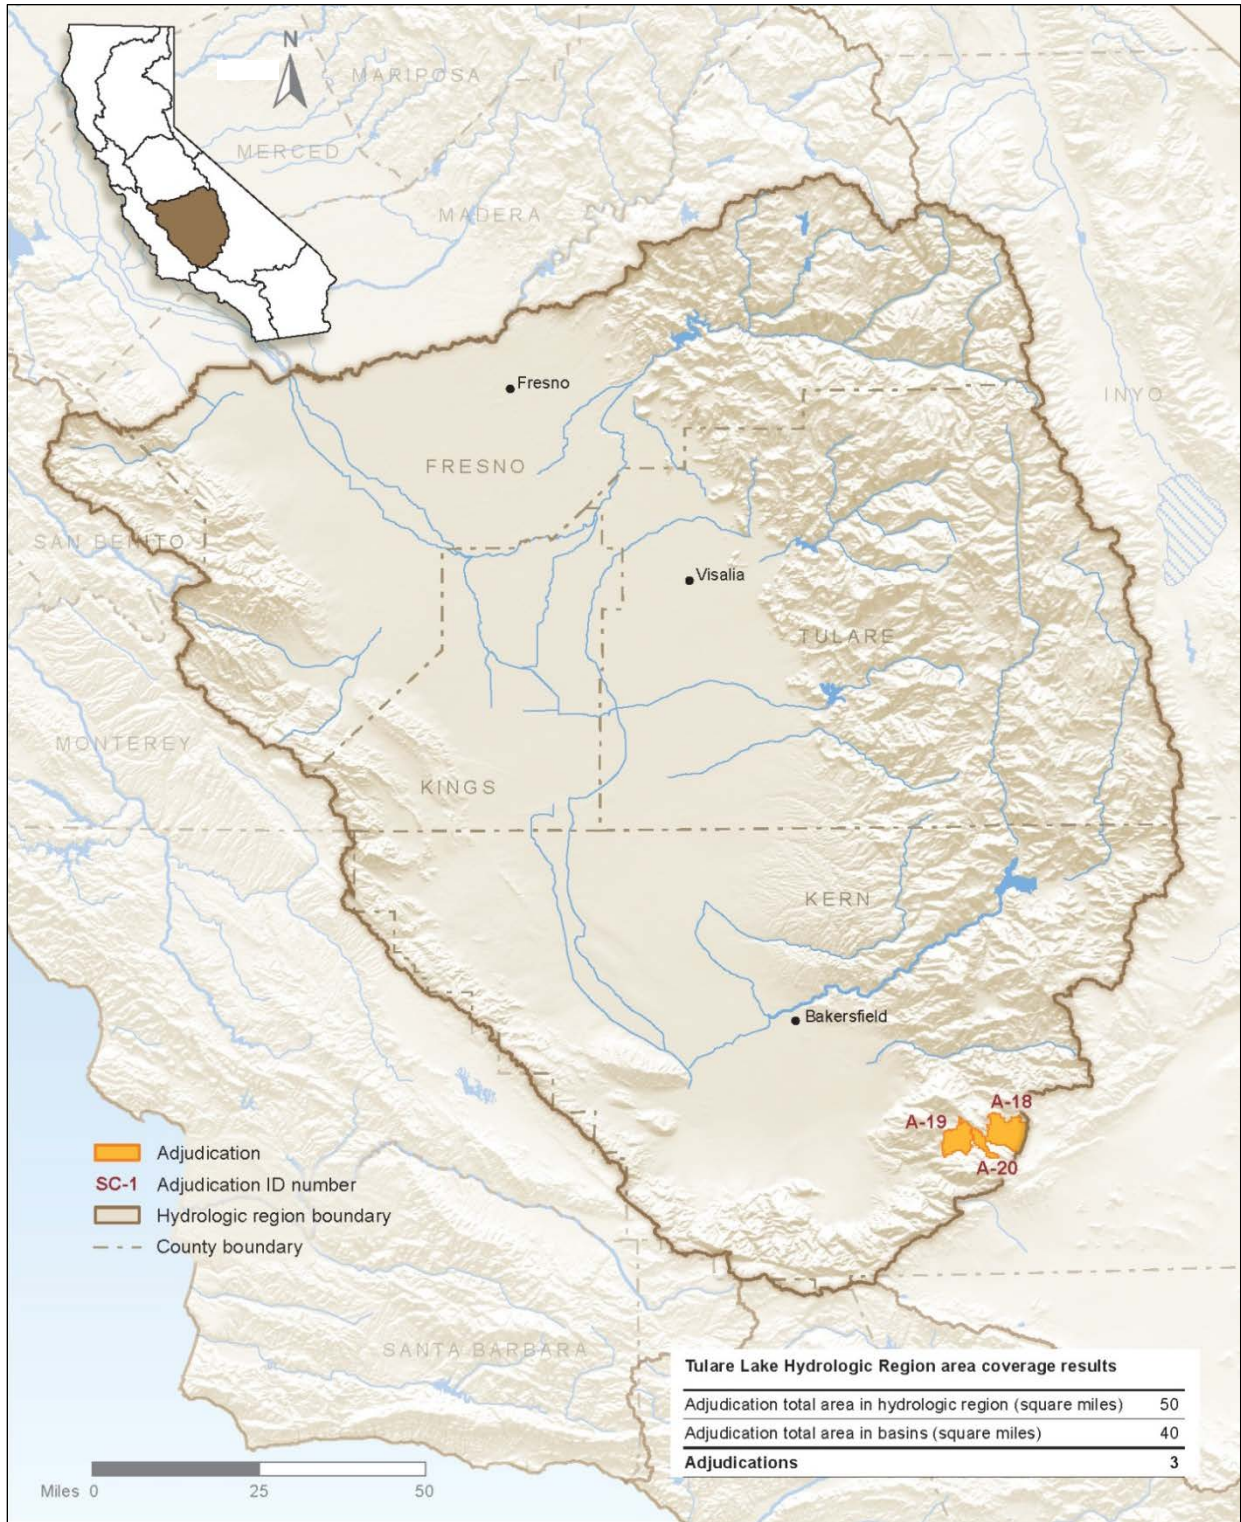 N
MARIPOSA
MERCED
MADERA
Fresno
INYO
FRESNO
SAN BENITO
Visalia
TULARE
MONTEREY
KINGS
KERN
Bakersfield
A-18
A-19
A-20
Adjudication
SC-1 Adjudication ID number
Hydrologic region boundary
County boundary
SANTA BARBARA
Tulare Lake Hydrologic Region area coverage results
Adjudication total area in hydrologic region (square miles) 50
Adjudication total area in basins (square miles) 40
Adjudications 3
Miles 0 25 50